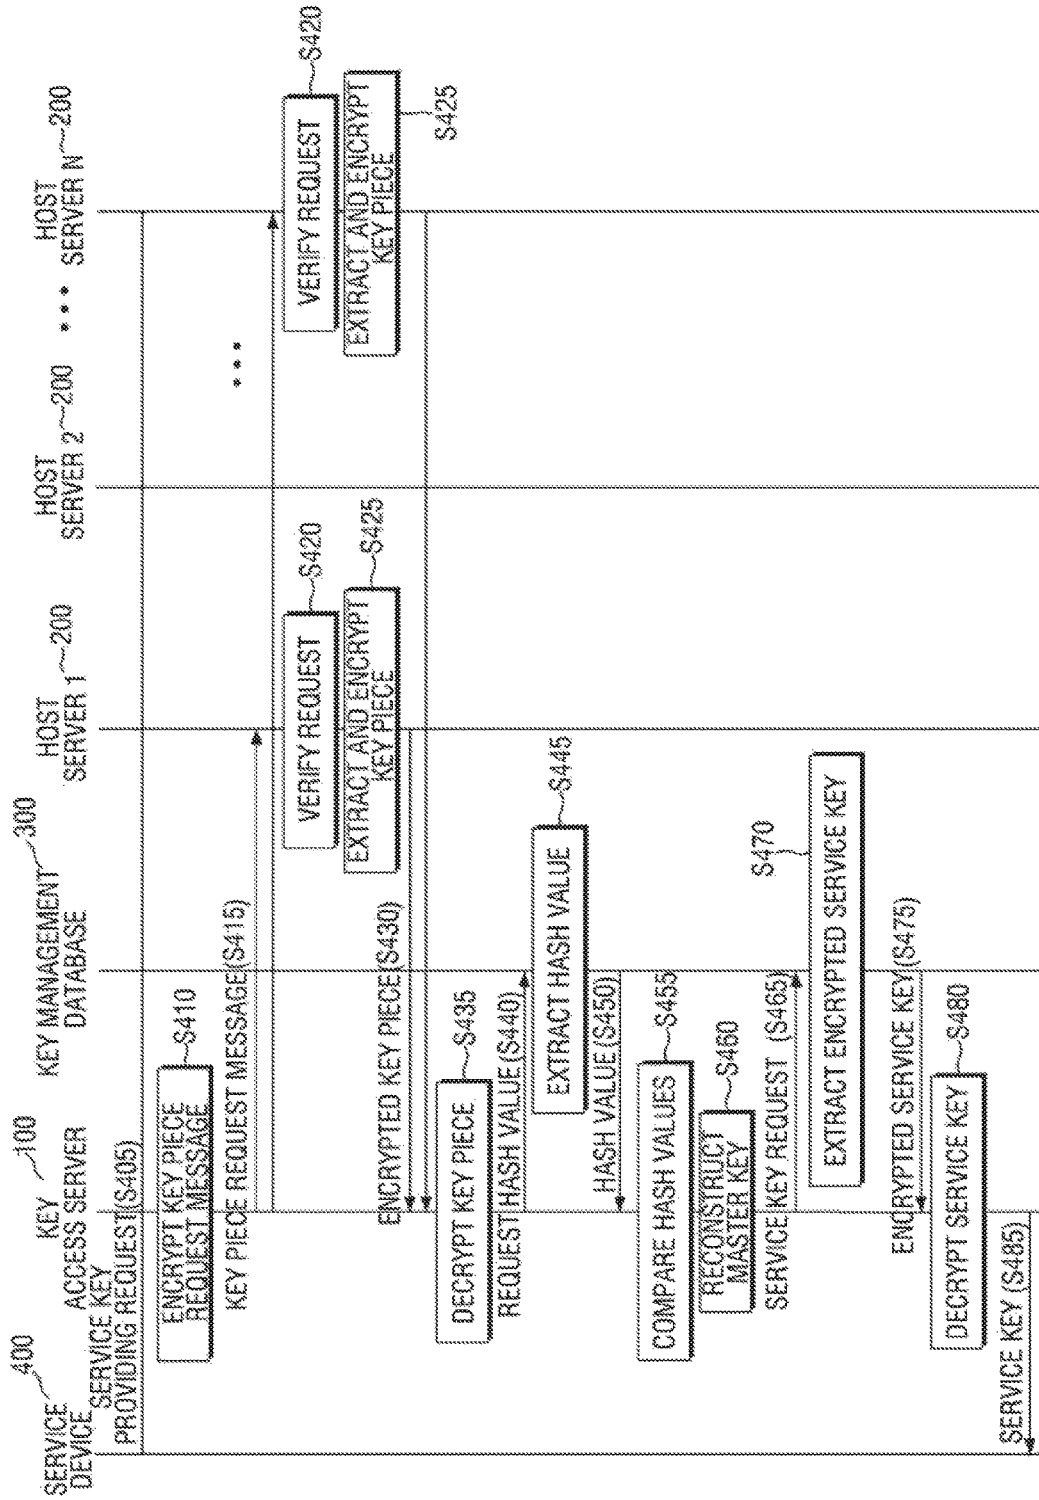 SERVICE
DEVICE
400
KEY
ACCESS SERVER
100
KEY MANAGEMENT
DATABASE
300
HOST
SERVER 1
200
HOST
SERVER 2
200
•••
HOST
SERVER N
200
SERVICE KEY
PROVIDING REQUEST(S405)
ENCRYPT KEY PIECE
REQUEST MESSAGE
S410
KEY PIECE REQUEST MESSAGE(S415)
•••
VERIFY REQUEST
S420
VERIFY REQUEST
S420
EXTRACT AND ENCRYPT
KEY PIECE
S425
EXTRACT AND ENCRYPT
KEY PIECE
S425
ENCRYPTED KEY PIECE(S430)
DECRYPT KEY PIECE
S435
REQUEST HASH VALUE(S440)
EXTRACT HASH VALUE
S445
HASH VALUE(S450)
COMPARE HASH VALUES
S455
RECONSTRUCT
MASTER KEY
S460
SERVICE KEY REQUEST (S465)
EXTRACT ENCRYPTED SERVICE KEY
S470
ENCRYPTED SERVICE KEY(S475)
DECRYPT SERVICE KEY
S480
SERVICE KEY (S485)